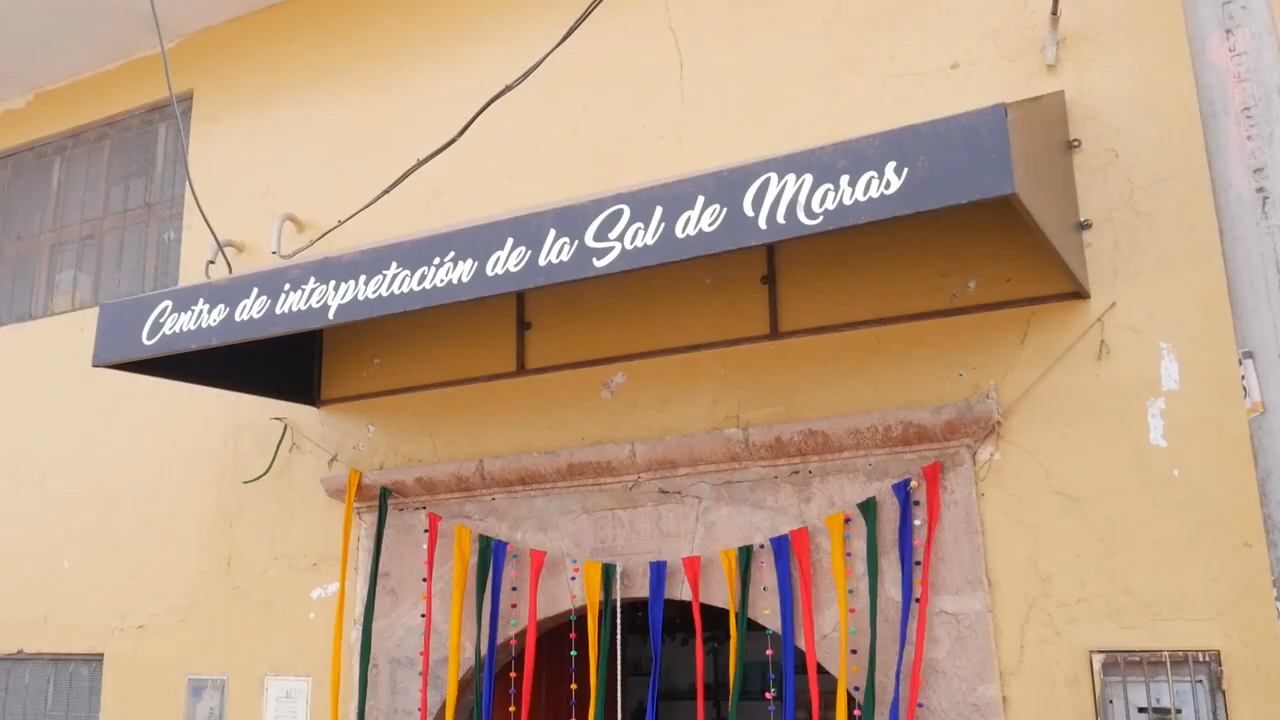 Centro de interpretación de la Sal de Maras